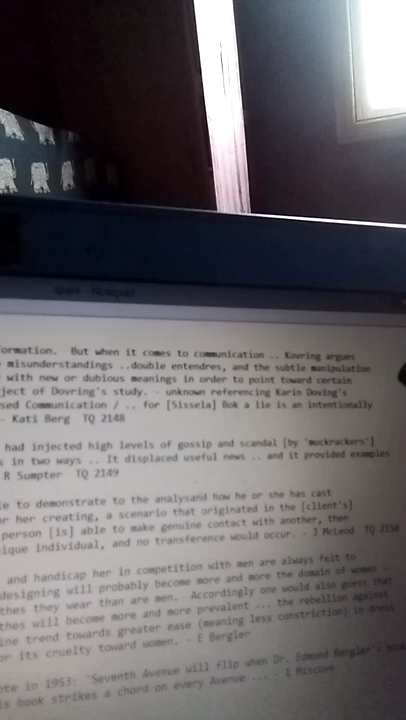 spam - Notepad
formation.  But when it comes to communication .. Kovring argues
misunderstandings ..double entendres, and the subtle manipulation
with new or dubious meanings in order to point toward certain
ject of Dovring's study. - unknown referencing Karin Doving's
sed Communication / .. for [Sissela] Bok a lie is an intentionally
- Kati Berg  TQ 2148
had injected high levels of gossip and scandal [by 'muckrackers']
s in two ways .. It displaced useful news .. and it provided examples
R Sumpter  TQ 2149
le to demonstrate to the analysand how he or she has cast
or her creating, a scenario that originated in the [client's]
person [is] able to make genuine contact with another, then
ique individual, and no transference would occur. - J McLeod  TQ 2150
and handicap her in competition with men are always felt to
designing will probably become more and more the domain of women
thes they wear than are men.  Accordingly one would also guess that
thes will become more and more prevalent ... the rebellion against
ine trend towards greater ease (meaning less constriction) in dress
or its cruelty toward women. - E Bergler
ote in 1953: 'Seventh Avenue will flip when Dr. Edmund Bergler's book
is book strikes a chord on every Avenue ... - I Miscove